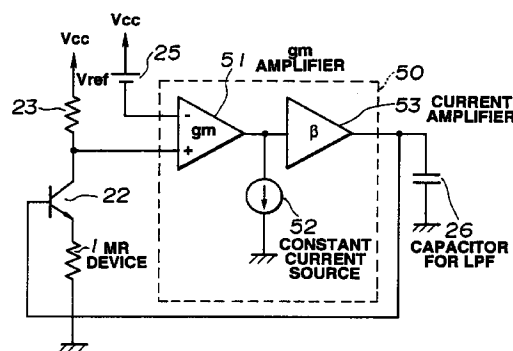 Vcc
25
gm
AMPLIFIER
Vcc
Vref
51
50
23
53
CURRENT
AMPLIFIER
-
gm
+
β
22
52
CONSTANT
CURRENT
SOURCE
26
CAPACITOR
FOR LPF
1 MR
DEVICE